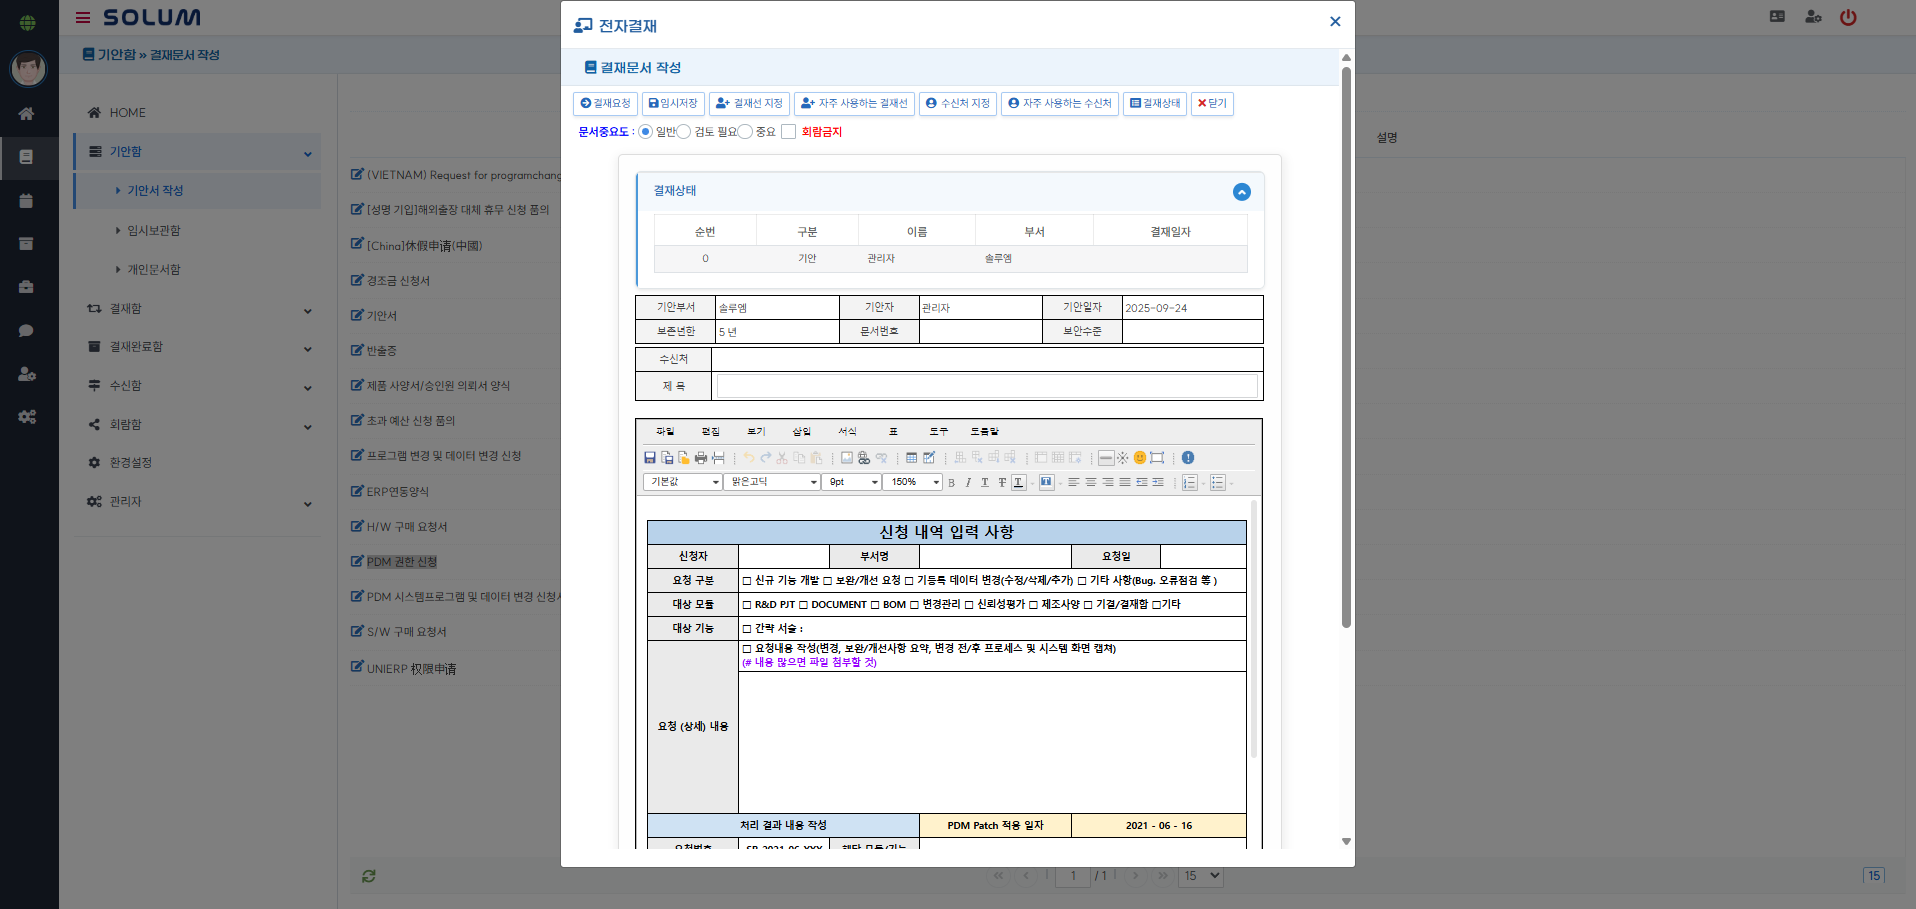 SOLUM
기안함 » 결재문서 작성
HOME
기안함
기안서 작성
임시보관함
개인문서함
결재함
결재완료함
수신함
회람함
환경설정
관리자
설명
(VIETNAM) Request for programchang
[성명 기입]해외출장 대체 휴무 신청 품의
[China]休假申请(中國)
경조금 신청서
기안서
반출증
제품 사양서/승인원 의뢰서 양식
초과 예산 신청 품의
프로그램 변경 및 데이터 변경 신청
ERP연동양식
H/W 구매 요청서
PDM 권한 신청
PDM 시스템프로그램 및 데이터 변경 신청서
S/W 구매 요청서
UNIERP 权限申请
1 / 1 15
15
전자결재
결재문서 작성
결재요청 임시저장 결재선 지정 자주 사용하는 결재선 수신처 지정 자주 사용하는 수신처 결재상태 닫기
문서중요도 : 일반 검토 필요 중요 회람금지
결재상태
순번 구분 이름 부서 결재일자
0 기안 관리자 솔루엠
기안부서 솔루엠 기안자 관리자 기안일자 2025-09-24
보존년한 5 년 문서번호 보안수준
수신처
제 목
파일 편집 보기 삽입 서식 표 도구 도움말
기본값 맑은고딕 9pt 150%
신청 내역 입력 사항
신청자 부서명 요청일
요청 구분 □ 신규 기능 개발 □ 보완/개선 요청 □ 기등록 데이터 변경(수정/삭제/추가) □ 기타 사항(Bug. 오류점검 等 )
대상 모듈 □ R&D PJT □ DOCUMENT □ BOM □ 변경관리 □ 신뢰성평가 □ 제조사양 □ 기결/결재함 □기타
대상 기능 □ 간략 서술 :
□ 요청내용 작성(변경, 보완/개선사항 요약, 변경 전/후 프로세스 및 시스템 화면 캡쳐)
(# 내용 많으면 파일 첨부할 것)
요청 (상세) 내용
처리 결과 내용 작성 PDM Patch 적용 일자 2021 - 06 - 16
요청번호 SR-2021-06-XXX 해당 모듈/기능